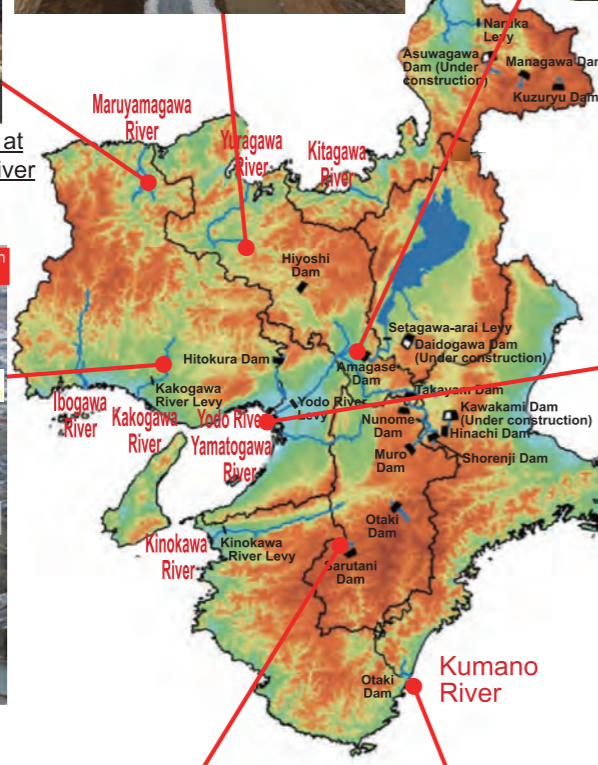 Naruka
Levy
Asuwagawa
Dam (Under
construction)
Managawa Dam
Kuzuryu Dam
Maruyamagawa
River
Yuragawa
River
Kitagawa
River
at
Hiyoshi
Dam
Setagawa-arai Levy
Daidogawa Dam
(Under construction)
Hitokura Dam
Amagase
Dam
Kakogawa
River Levy
Ibogawa
River
Kakogawa
River
Yodo River
Yodo River
Levy
Yamatogawa
River
Takayam Dam
Nunome
Dam
Kawakami Dam
(Under construction)
Hinachi Dam
Muro
Dam
Shorenji Dam
Otaki
Dam
Kinokawa
River
Kinokawa
River Levy
Sarutani
Dam
Otaki
Dam
Kumano
River